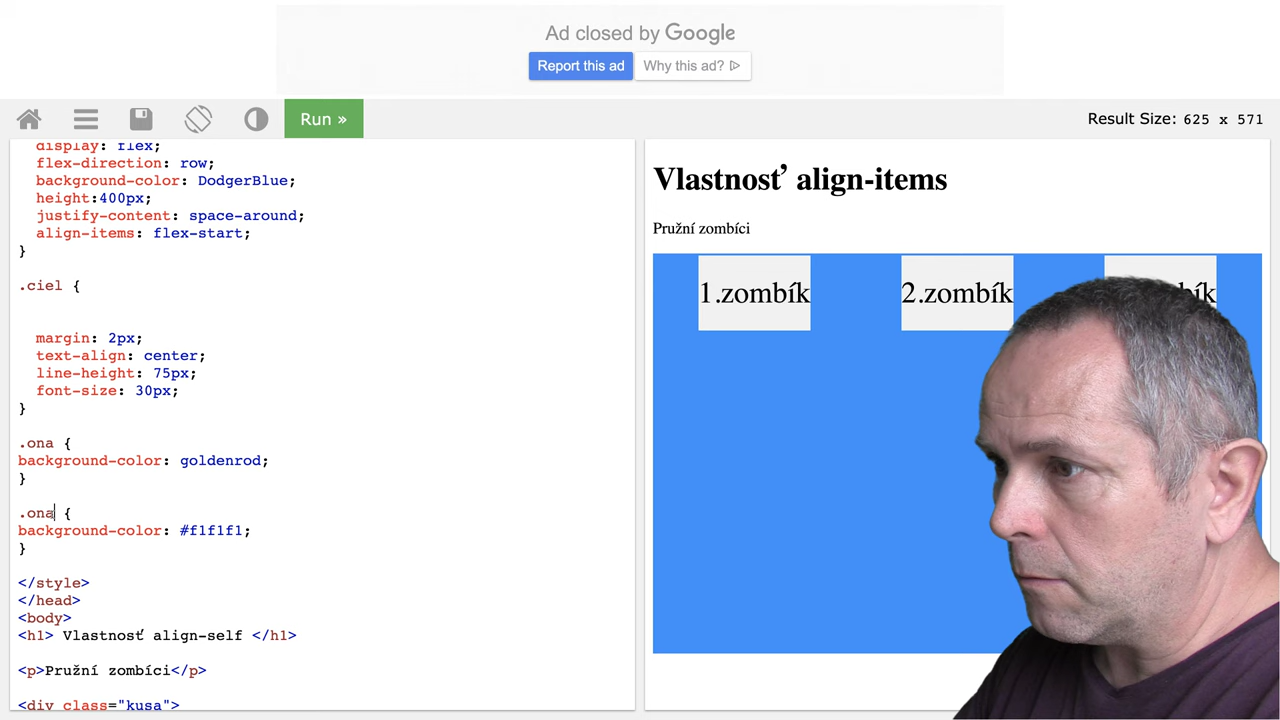 Ad closed by Google
Report this ad
Why this ad?
Run »
Result Size: 625 x 571
display: flex;
flex-direction: row;
background-color: DodgerBlue;
height:400px;
justify-content: space-around;
align-items: flex-start;
}
.ciel {
margin: 2px;
text-align: center;
line-height: 75px;
font-size: 30px;
}
.ona {
background-color: goldenrod;
}
.ona {
background-color: #f1f1f1;
}
</style>
</head>
<body>
<h1> Vlastnosť align-self </h1>
<p>Pružní zombíci</p>
<div class="kusa">
Vlastnosť align-items
Pružní zombíci
1.zombík
2.zombík